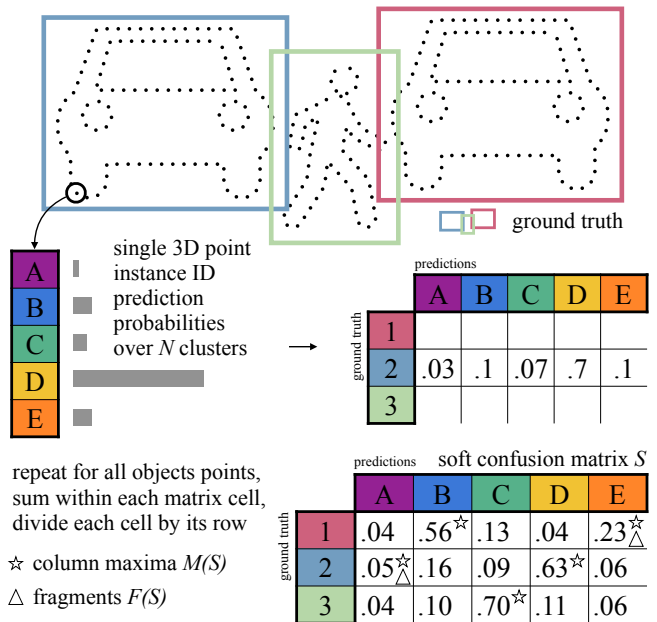 ground truth
A
B
C
D
E
single 3D point
instance ID
prediction
probabilities
over N clusters
predictions
A B C D E
ground truth
1
2 .03 .1 .07 .7 .1
3
repeat for all objects points,
sum within each matrix cell,
divide each cell by its row
☆ column maxima M(S)
△ fragments F(S)
predictions soft confusion matrix S
A B C D E
ground truth
1 .04 .56☆ .13 .04 .23☆△
2 .05☆△ .16 .09 .63☆ .06
3 .04 .10 .70☆ .11 .06